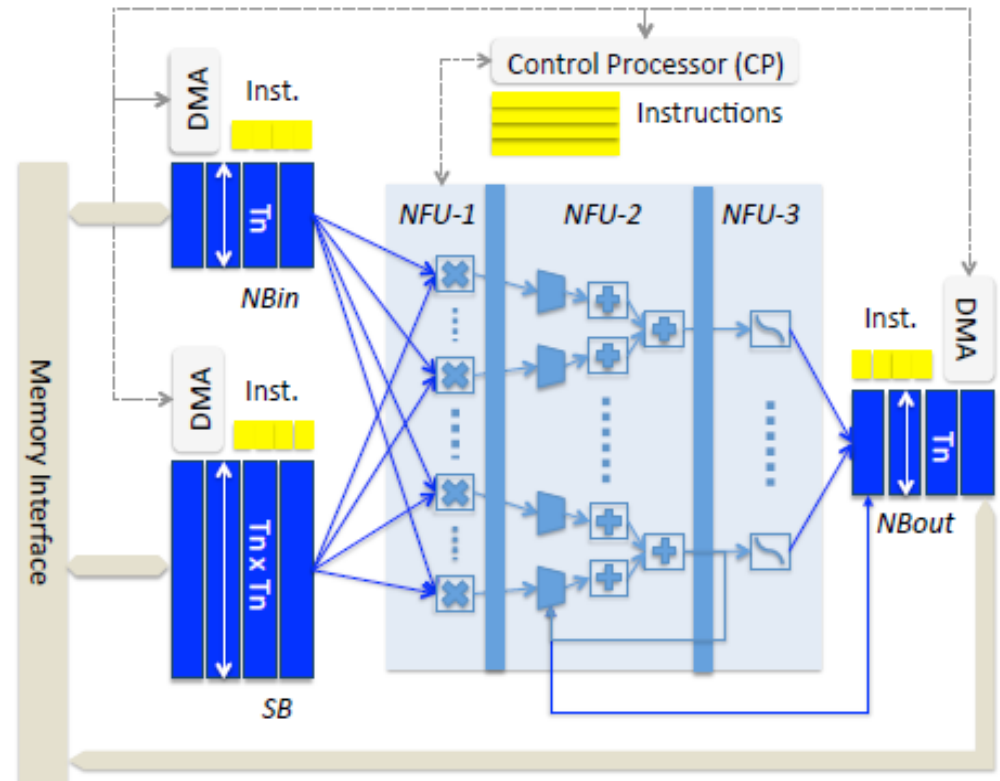 Control Processor (CP)
DMA
Inst.
Instructions
Tn
NBin
NFU-1
NFU-2
NFU-3
DMA
Inst.
Tn x Tn
SB
Memory Interface
Inst.
DMA
Tn
NBout